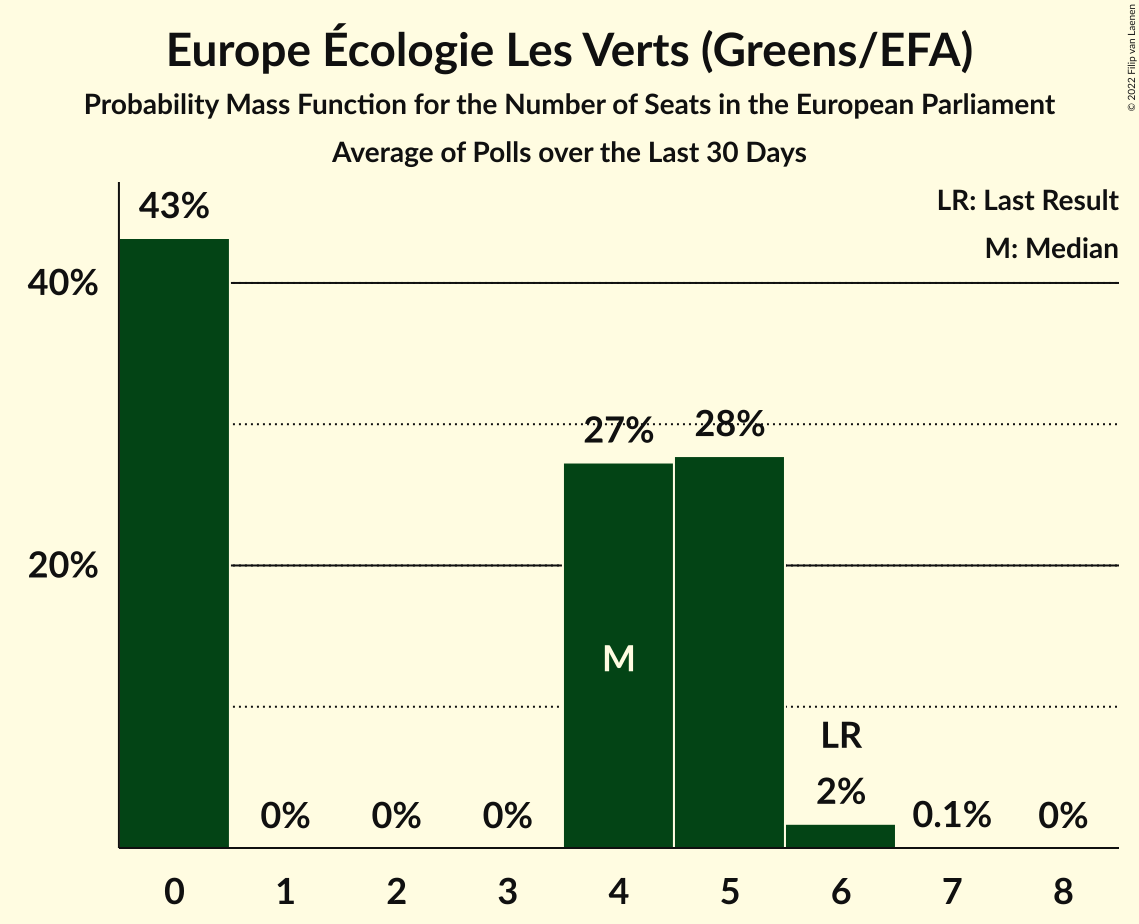 Europe Écologie Les Verts (Greens/EFA)
Probability Mass Function for the Number of Seats in the European Parliament
Average of Polls over the Last 30 Days
© 2022 Filip van Laenen
LR: Last Result
M: Median
43%
40%
27%
28%
20%
M
LR
2%
0%
0%
0%
0.1%
0%
0 1 2 3 4 5 6 7 8